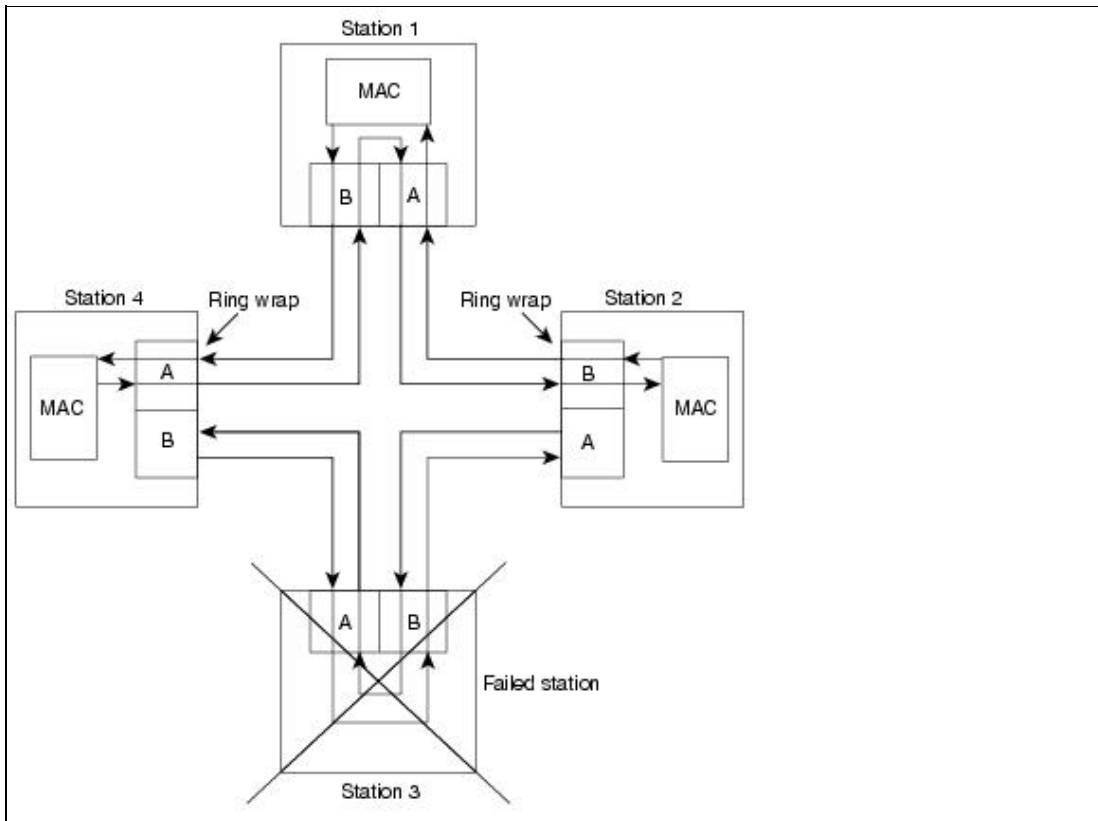 Station 1
MAC
B A
Station 4
Ring wrap
Ring wrap
Station 2
A
MAC
B
B
MAC
A
A B
Failed station
Station 3